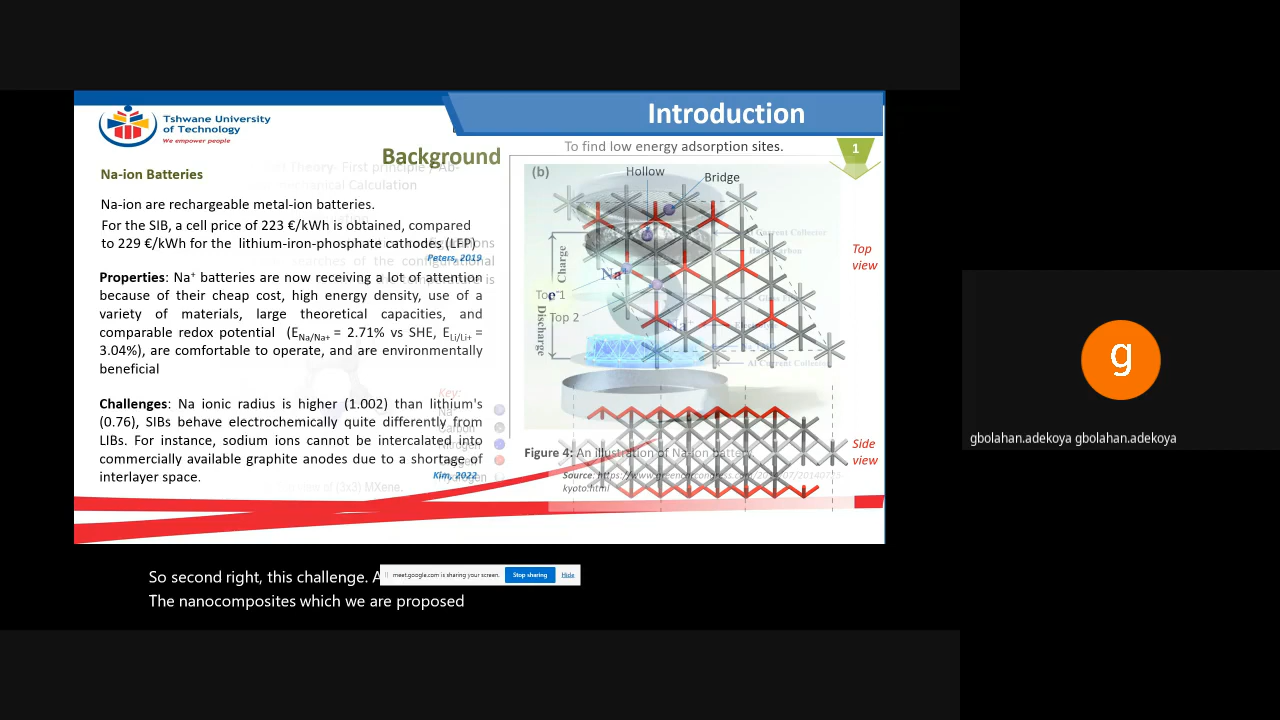 Tshwane University
of Technology
We empower people
Introduction
Background
To find low energy adsorption sites.
1
Na-ion Batteries
Na-ion are rechargeable metal-ion batteries.
For the SIB, a cell price of 223 €/kWh is obtained, compared
to 229 €/kWh for the lithium-iron-phosphate cathodes (LFP)
Peters, 2019
Properties: Na⁺ batteries are now receiving a lot of attention
because of their cheap cost, high energy density, use of a
variety of materials, large theoretical capacities, and
comparable redox potential (E_Na/Na+ = 2.71% vs SHE, E_Li/Li+ =
3.04%), are comfortable to operate, and are environmentally
beneficial
Challenges: Na ionic radius is higher (1.002) than lithium's
(0.76), SIBs behave electrochemically quite differently from
LIBs. For instance, sodium ions cannot be intercalated into
commercially available graphite anodes due to a shortage of
interlayer space.
Kim, 2022
(b)
Hollow
Bridge
Top
view
Charge
Na⁺
Top 1
e⁻
Top 2
Discharge
Key:
Carbon
Side
view
Figure 4: An illustration of Na-ion battery
kyoto.html
of (3x3) MXene.
So second right, this challenge. A
meet.google.com is sharing your screen.
Stop sharing
Hide
The nanocomposites which we are proposed
g
gbolahan.adekoya gbolahan.adekoya